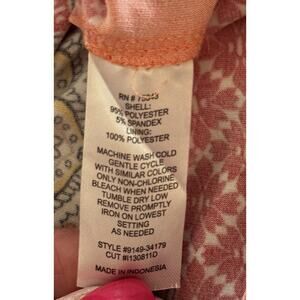 RN # 75343
SHELL:
95% POLYESTER
5% SPANDEX
LINING:
100% POLYESTER
MACHINE WASH COLD
GENTLE CYCLE
WITH SIMILAR COLORS
ONLY NON-CHLORINE
BLEACH WHEN NEEDED
TUMBLE DRY LOW
REMOVE PROMPTLY
IRON ON LOWEST
SETTING
AS NEEDED
STYLE #9149-34179
CUT #I130811D
MADE IN INDONESIA